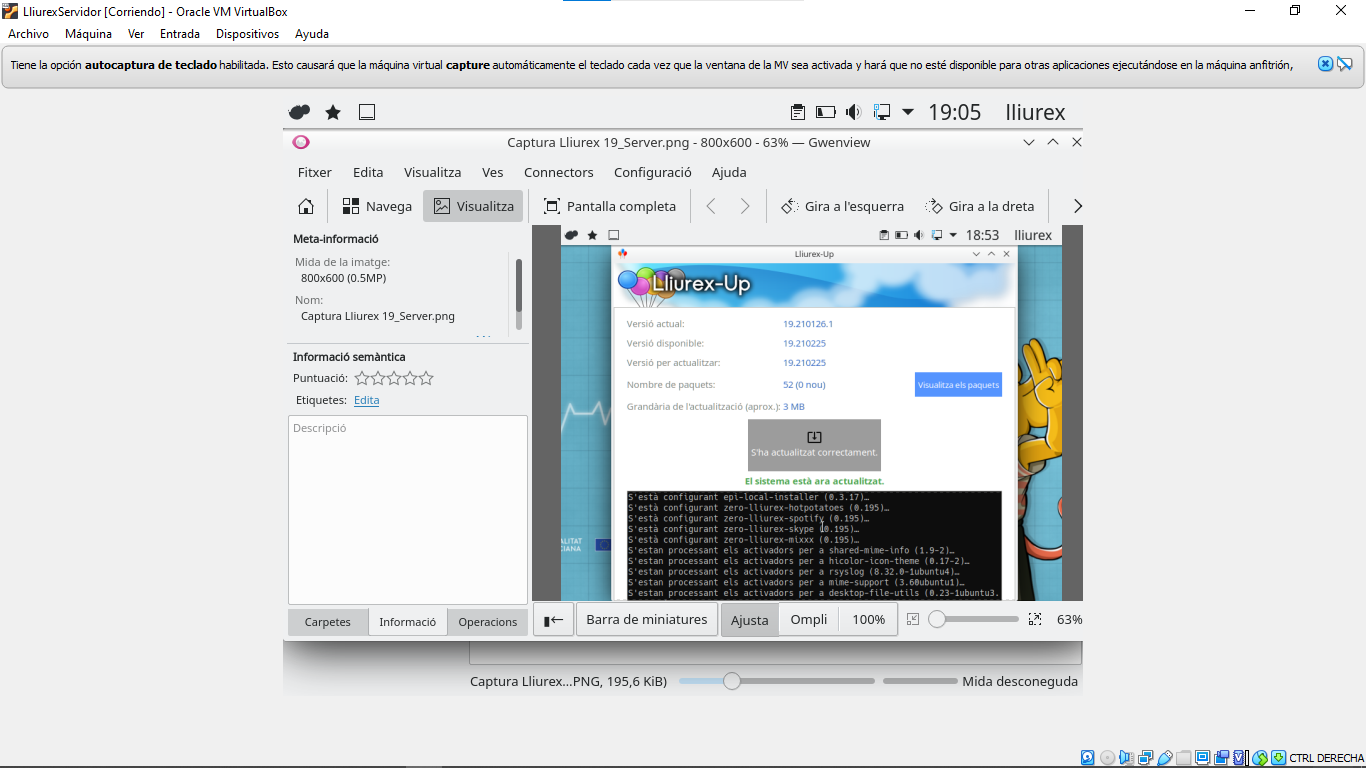 LliurexServidor [Corriendo] - Oracle VM VirtualBox
Archivo Máquina Ver Entrada Dispositivos Ayuda
Tiene la opción autocaptura de teclado habilitada. Esto causará que la máquina virtual capture automáticamente el teclado cada vez que la ventana de la MV sea activada y hará que no esté disponible para otras aplicaciones ejecutándose en la máquina anfitrión,
19:05 lliurex
Captura Lliurex 19_Server.png - 800x600 - 63% — Gwenview
Fitxer Edita Visualitza Ves Connectors Configuració Ajuda
Navega Visualitza Pantalla completa Gira a l'esquerra Gira a la dreta
Meta-informació
Mida de la imatge:
800x600 (0.5MP)
Nom:
Captura Lliurex 19_Server.png
Informació semàntica
Puntuació:
Etiquetes: Edita
Descripció
Carpetes Informació Operacions
18:53 lliurex
Lliurex-Up
Lliurex-Up
Versió actual: 19.210126.1
Versió disponible: 19.210225
Versió per actualitzar: 19.210225
Nombre de paquets: 52 (0 nou) Visualitza els paquets
Grandària de l'actualització (aprox.): 3 MB
S'ha actualitzat correctament.
El sistema està ara actualitzat.
S'està configurant epi-local-installer (0.3.17)…
S'està configurant zero-lliurex-hotpotatoes (0.195)…
S'està configurant zero-lliurex-spotify (0.195)…
S'està configurant zero-lliurex-skype (0.195)…
S'està configurant zero-lliurex-mixxx (0.195)…
S'estan processant els activadors per a shared-mime-info (1.9-2)…
S'estan processant els activadors per a hicolor-icon-theme (0.17-2)…
S'estan processant els activadors per a rsyslog (8.32.0-1ubuntu4)…
S'estan processant els activadors per a mime-support (3.60ubuntu1)…
S'estan processant els activadors per a desktop-file-utils (0.23-1ubuntu3.
Barra de miniatures Ajusta Ompli 100% 63%
Captura Lliurex...PNG, 195,6 KiB) Mida desconeguda
CTRL DERECHA